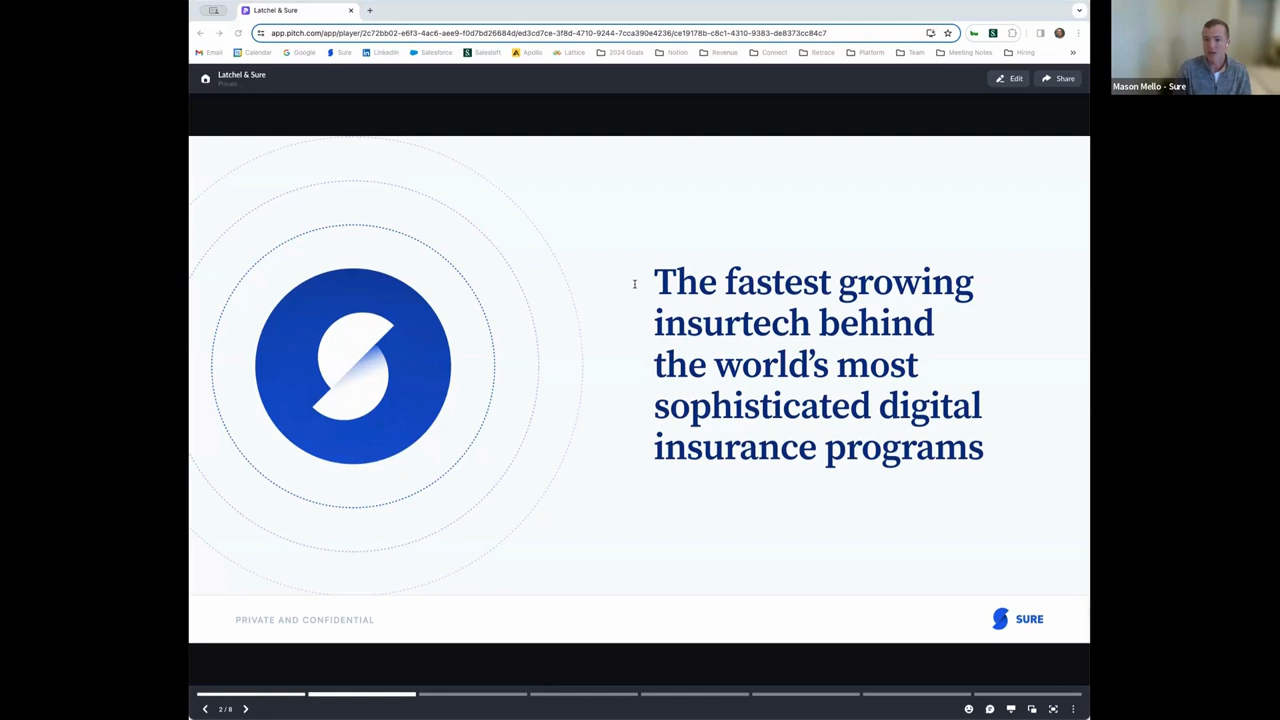 Latchel & Sure
app.pitch.com/app/player/2c72bb02-e6f3-4ac6-aee9-f0d7bd26684d/ed3cd7ce-3f8d-4710-9244-7cca390e4236/ce19178b-c8c1-4310-9383-de8373cc84c7
Email Calendar Google Sure LinkedIn Salesforce Salesloft Apollo Lattice 2024 Goals Notion Revenue Connect Retrace Platform Team Meeting Notes Hiring
Latchel & Sure
Private
Edit Share
Mason Mello - Sure
The fastest growing
insurtech behind
the world’s most
sophisticated digital
insurance programs
PRIVATE AND CONFIDENTIAL
SURE
2 / 8